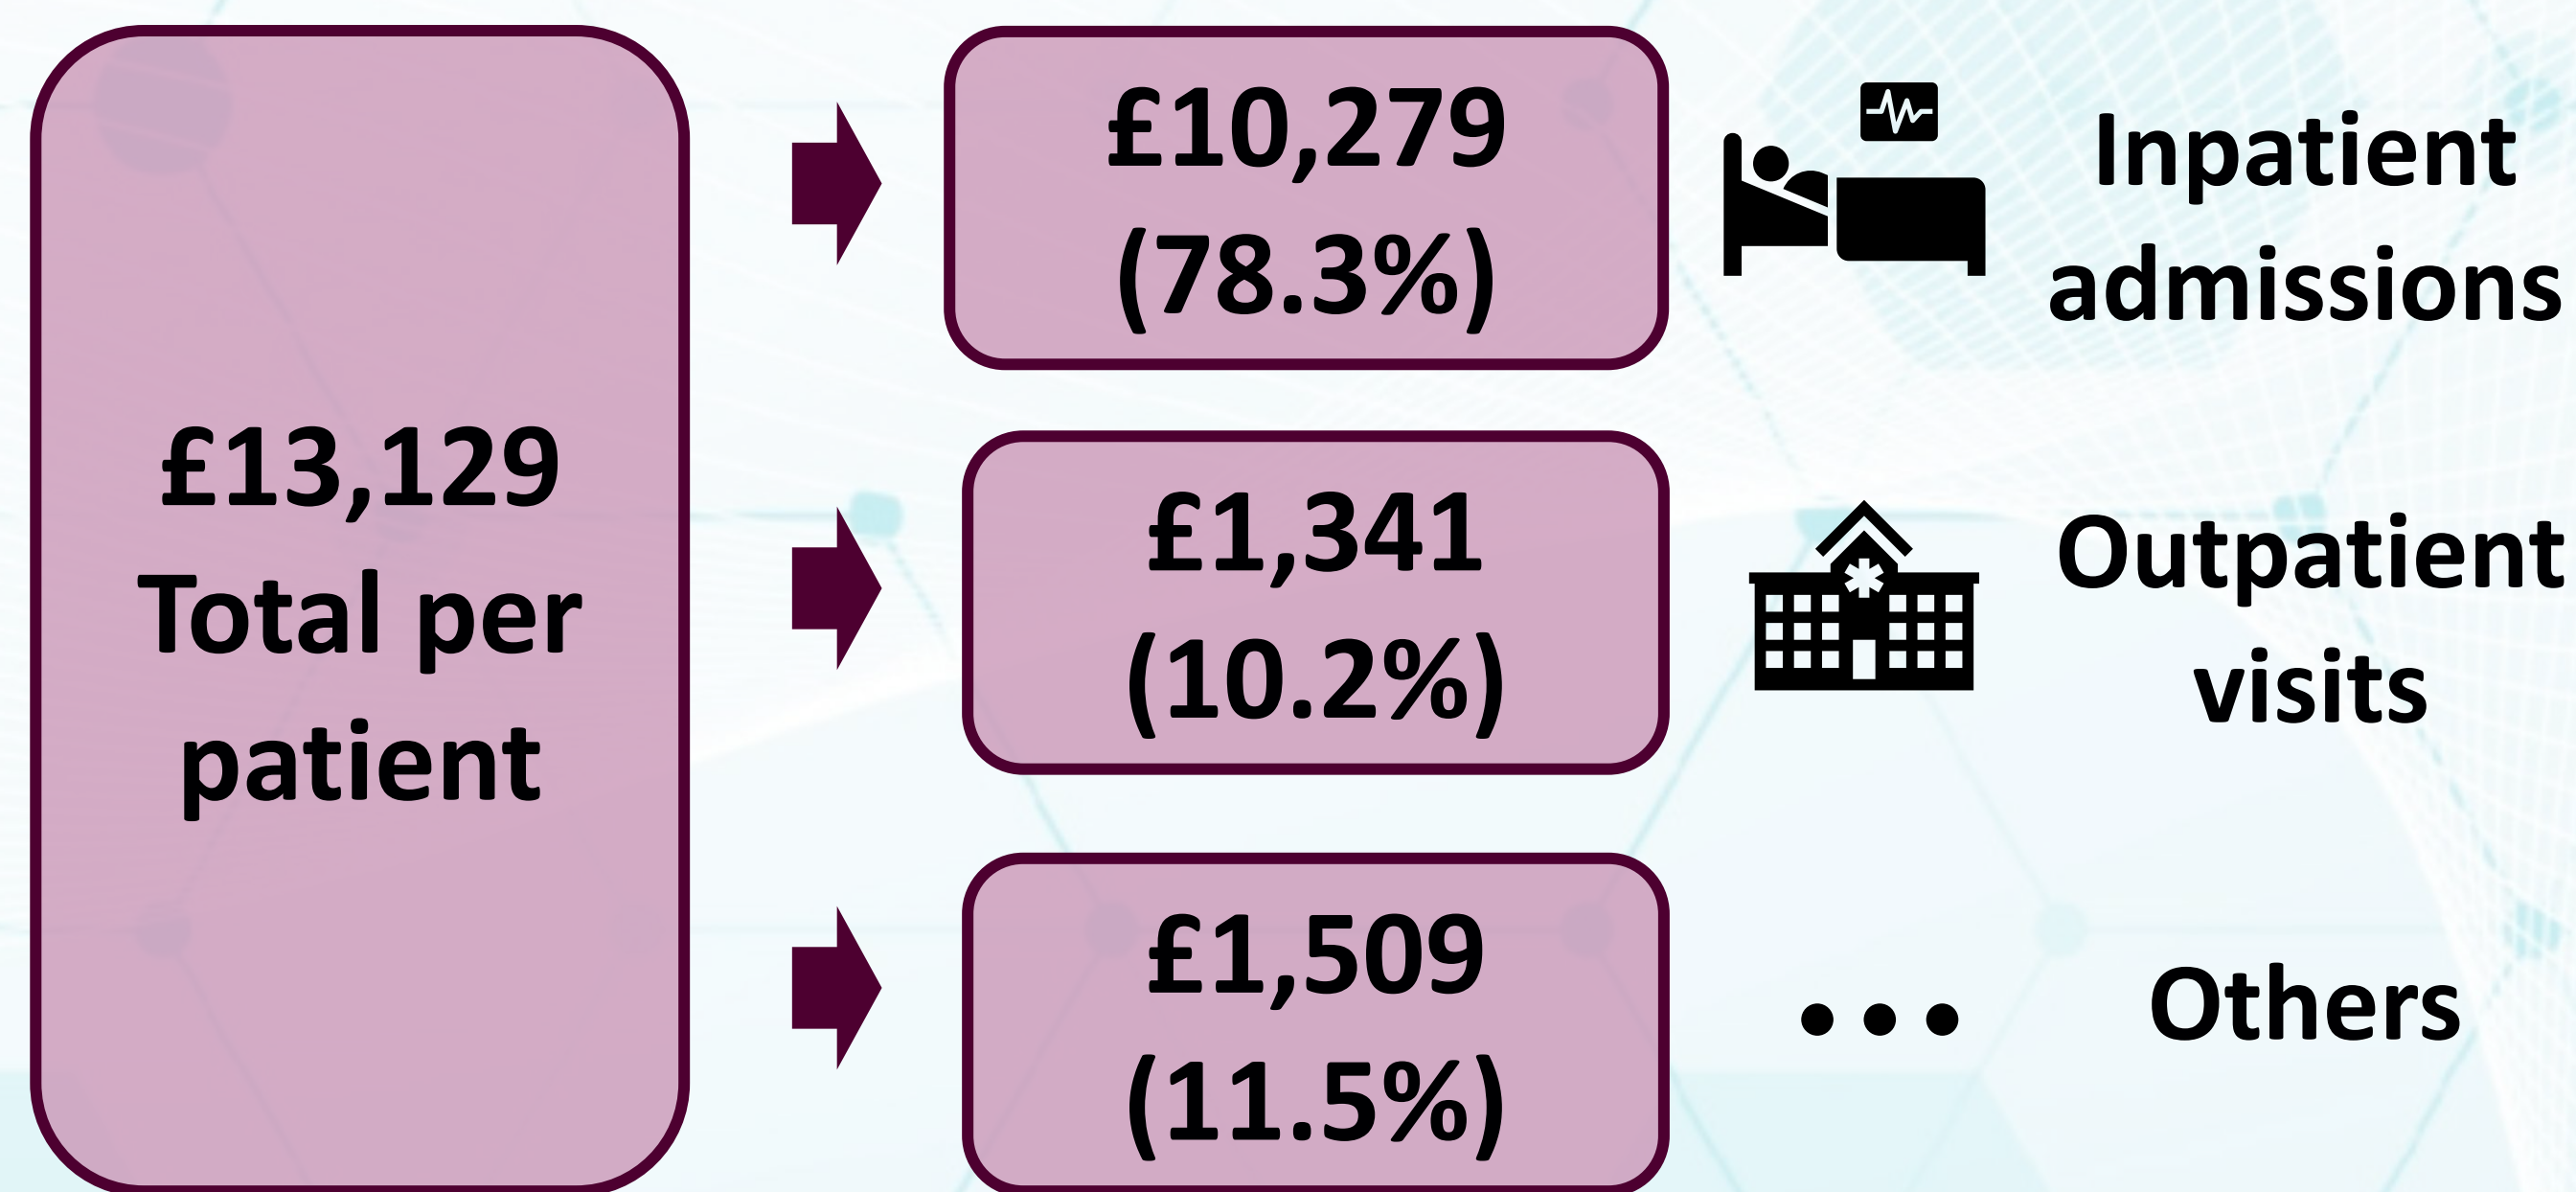 £13,129
Total per
patient
£10,279
(78.3%)
Inpatient
admissions
£1,341
(10.2%)
Outpatient
visits
£1,509
(11.5%)
Others